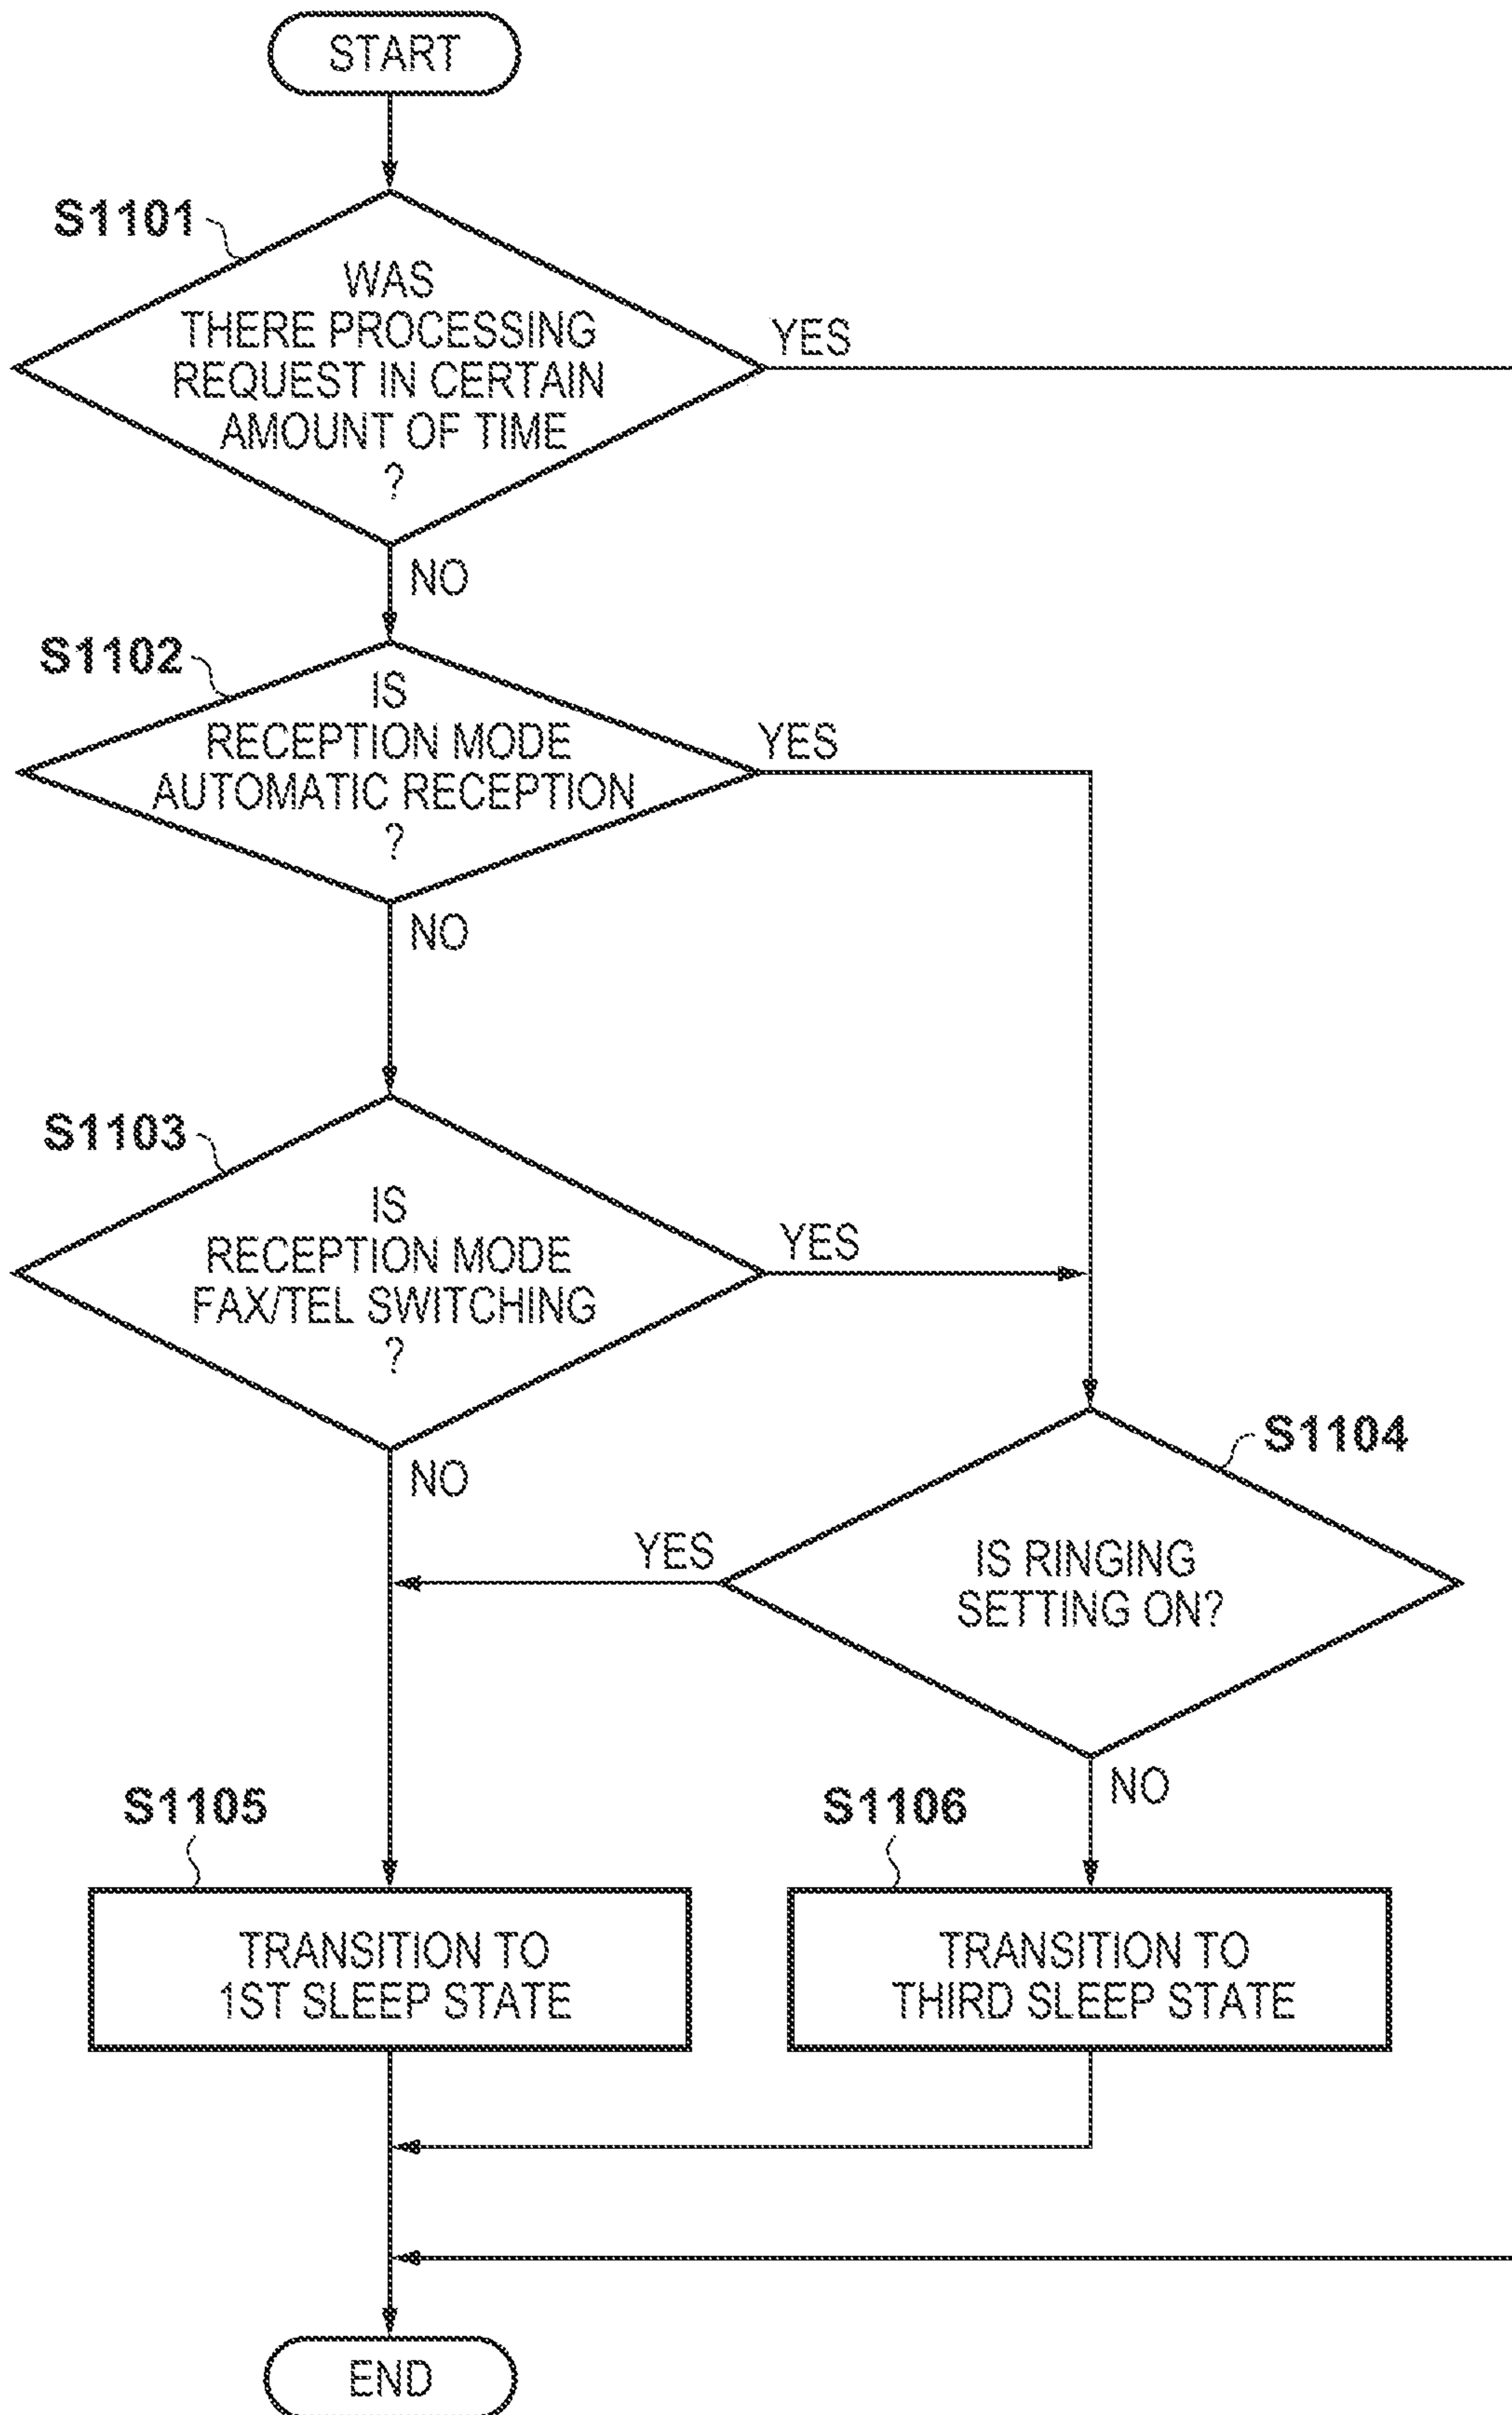 START
S1101
WAS
THERE PROCESSING
REQUEST IN CERTAIN
AMOUNT OF TIME
?
YES
NO
S1102
IS
RECEPTION MODE
AUTOMATIC RECEPTION
?
YES
NO
S1103
IS
RECEPTION MODE
FAX/TEL SWITCHING
?
YES
NO
S1104
IS RINGING
SETTING ON?
YES
NO
S1105
TRANSITION TO
1ST SLEEP STATE
S1106
TRANSITION TO
THIRD SLEEP STATE
END